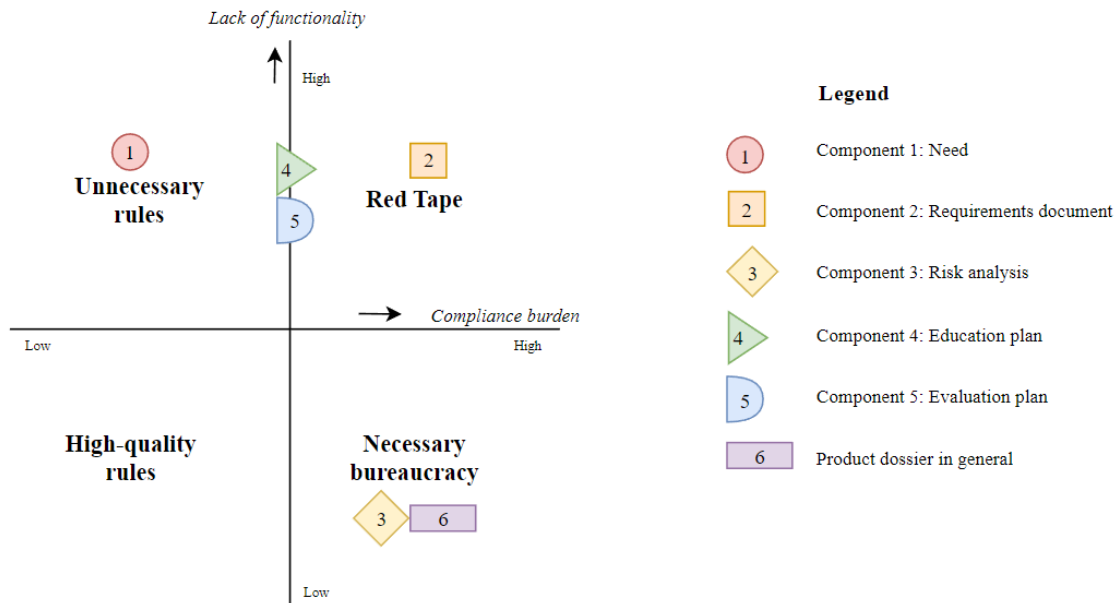 Lack of functionality
High
1
Unnecessary
rules
4
5
2
Red Tape
Compliance burden
Low
High
High-quality
rules
Necessary
bureaucracy
3
6
Low
Legend
1
Component 1: Need
2
Component 2: Requirements document
3
Component 3: Risk analysis
4
Component 4: Education plan
5
Component 5: Evaluation plan
6
Product dossier in general